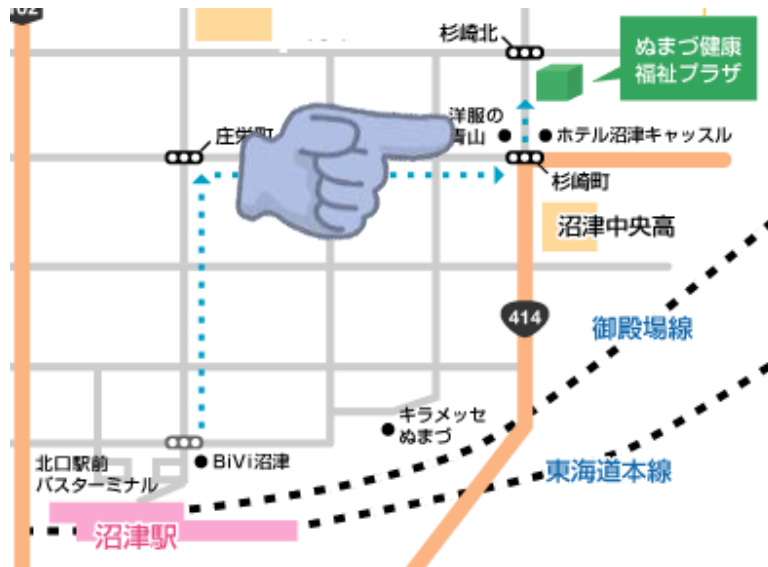 杉崎北
ぬまづ健康
福祉プラザ
洋服の
青山
ホテル沼津キャッスル
庄栄町
杉崎町
沼津中央高
414
御殿場線
キラメッセ
ぬまづ
北口駅前
バスターミナル
BiVi沼津
東海道本線
沼津駅